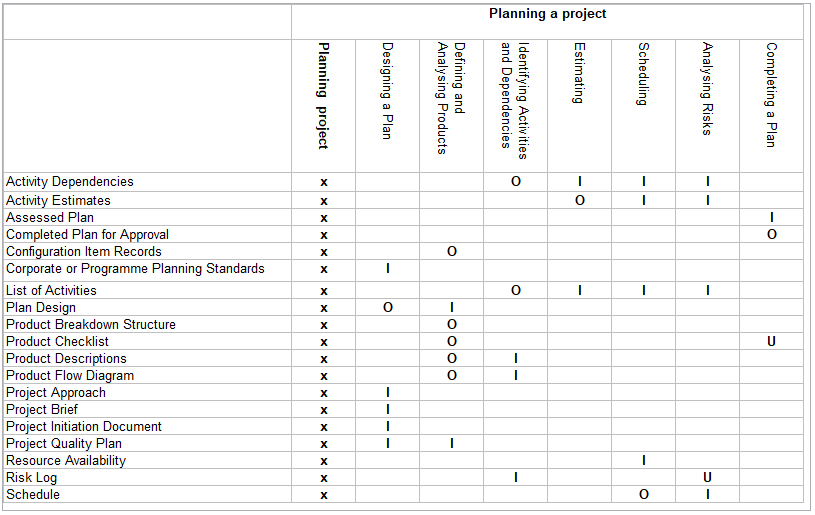 Planning a project
Planning project
Designing a Plan
Defining and
Analysing Products
Identifying Activities
and Dependencies
Estimating
Scheduling
Analysing Risks
Completing a Plan
Activity Dependencies x O I I I
Activity Estimates x O I I
Assessed Plan x I
Completed Plan for Approval x O
Configuration Item Records x O
Corporate or Programme Planning Standards x I
List of Activities x O I I I
Plan Design x O I
Product Breakdown Structure x O
Product Checklist x O U
Product Descriptions x O I
Product Flow Diagram x O I
Project Approach x I
Project Brief x I
Project Initiation Document x I
Project Quality Plan x I I
Resource Availability x I
Risk Log x I U
Schedule x O I